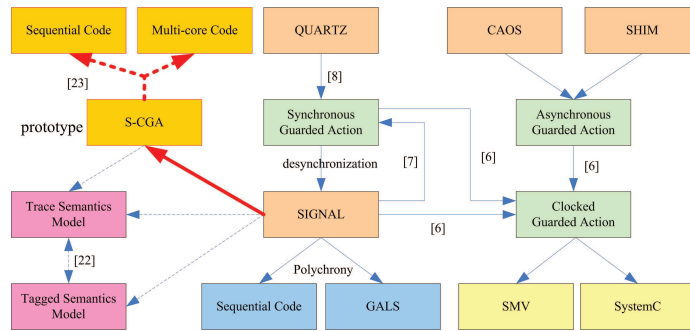 Sequential Code
Multi-core Code
QUARTZ
CAOS
SHIM
[23]
[8]
prototype
S-CGA
Synchronous
Guarded Action
Asynchronous
Guarded Action
desynchronization
[7]
[6]
[6]
Trace Semantics
Model
SIGNAL
[6]
Clocked
Guarded Action
[22]
Polychrony
Tagged Semantics
Model
Sequential Code
GALS
SMV
SystemC